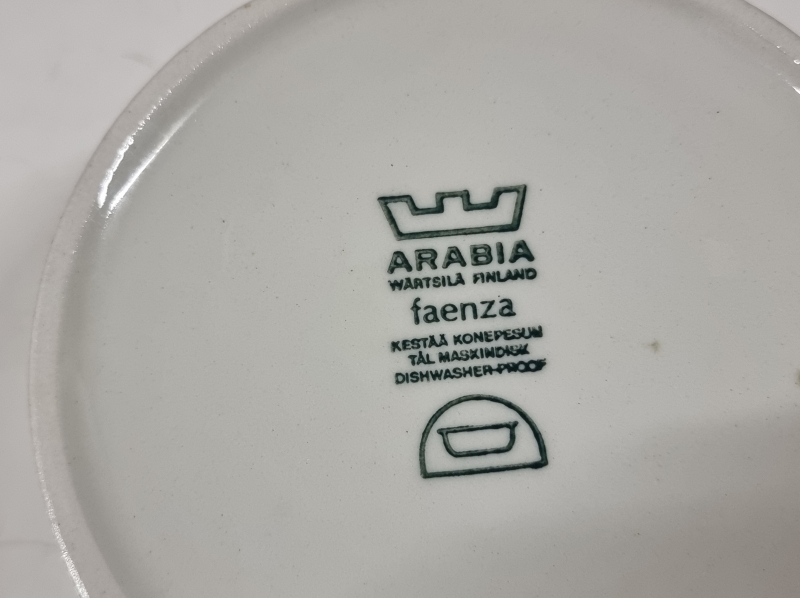 ARABIA
WÄRTSILÄ FINLAND
faenza
KESTÄÄ KONEPESUN
TÅL MASKINDISK
DISHWASHER-PROOF